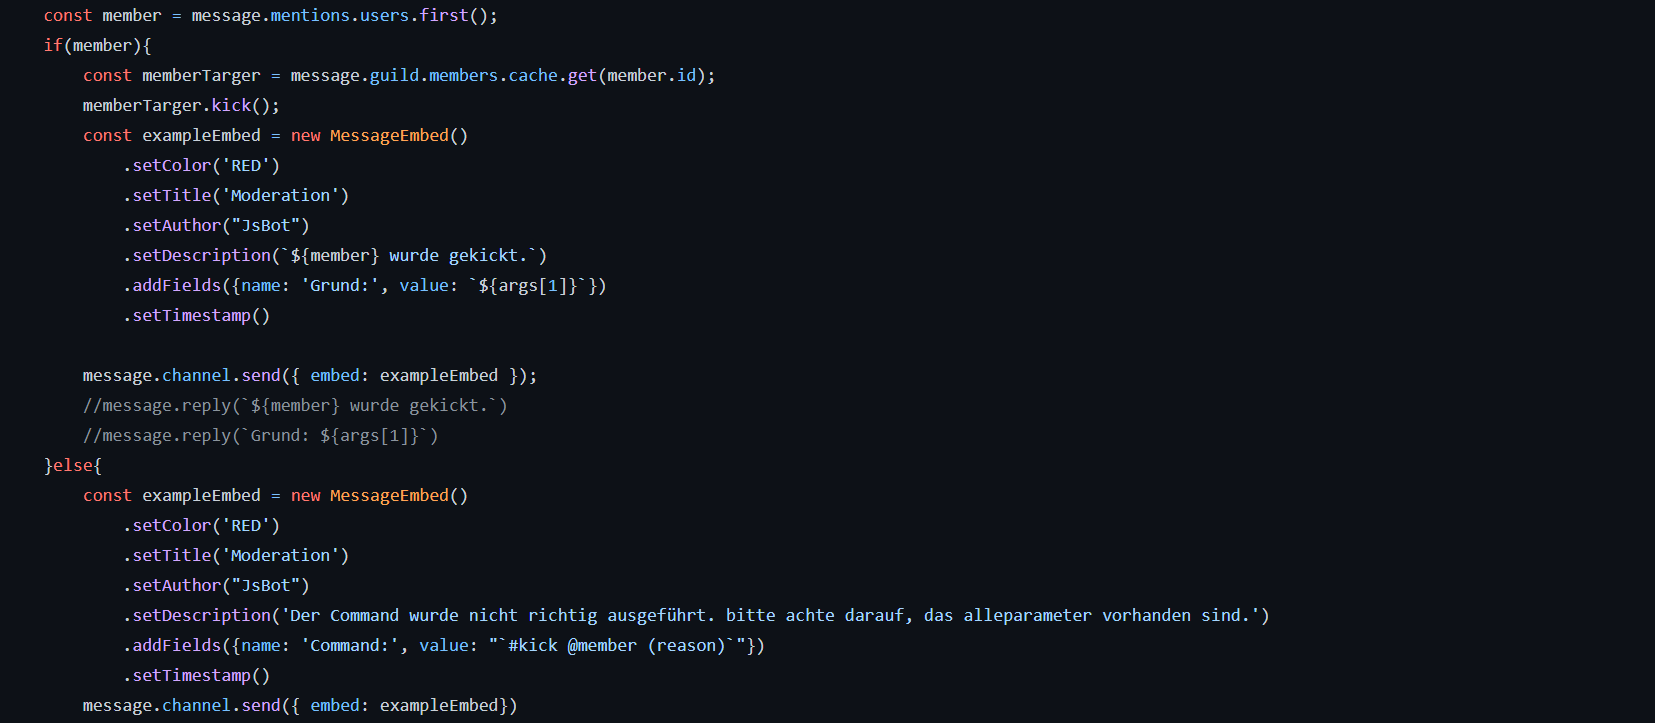 const member = message.mentions.users.first();
if(member){
const memberTarger = message.guild.members.cache.get(member.id);
memberTarger.kick();
const exampleEmbed = new MessageEmbed()
.setColor('RED')
.setTitle('Moderation')
.setAuthor("JsBot")
.setDescription(`${member} wurde gekickt.`)
.addFields({name: 'Grund:', value: `${args[1]}`})
.setTimestamp()
message.channel.send({ embed: exampleEmbed });
//message.reply(`${member} wurde gekickt.`)
//message.reply(`Grund: ${args[1]}`)
}else{
const exampleEmbed = new MessageEmbed()
.setColor('RED')
.setTitle('Moderation')
.setAuthor("JsBot")
.setDescription('Der Command wurde nicht richtig ausgeführt. bitte achte darauf, das alleparameter vorhanden sind.')
.addFields({name: 'Command:', value: "`#kick @member (reason)`"})
.setTimestamp()
message.channel.send({ embed: exampleEmbed})